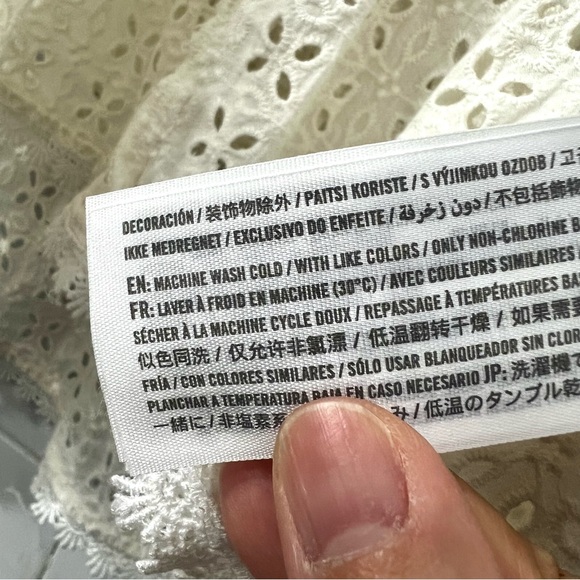 DECORACIÓN / 装饰物除外 / PAITSI KORISTE / S VÝJIMKOU OZDOB /
IKKE MEDREGNET / EXCLUSIVO DO ENFEITE / دون زخرفة / 不包括飾物
EN: MACHINE WASH COLD / WITH LIKE COLORS / ONLY NON-CHLORINE
FR: LAVER À FROID EN MACHINE (30°C) / AVEC COULEURS SIMILAIRES
SÉCHER À LA MACHINE CYCLE DOUX / REPASSAGE À TEMPÉRATURES
似色同洗 / 仅允许非氯漂 / 低温翻转干燥 / 如果需要
FRÍA / CON COLORES SIMILARES / SÓLO USAR BLANQUEADOR SIN
PLANCHAR A TEMPERATURA BAJA EN CASO NECESARIO JP: 洗濯機で
一緒に / 非塩素 み / 低温のタンブル乾